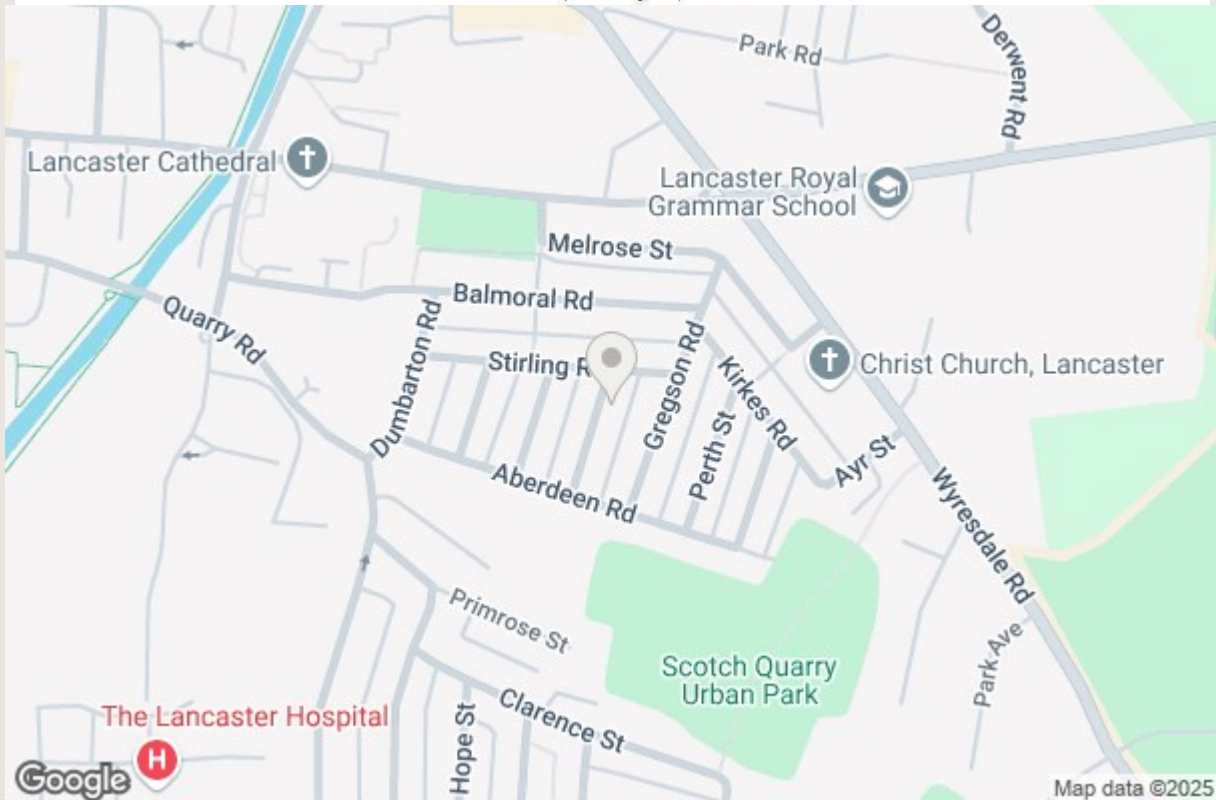 Park Rd
Derwent Rd
Lancaster Cathedral
Lancaster Royal
Grammar School
Melrose St
Balmoral Rd
Quarry Rd
Dumbarton Rd
Stirling R
Gregson Rd
Kirkes Rd
Christ Church, Lancaster
Perth St
Ayr St
Aberdeen Rd
Wyresdale Rd
Primrose St
Scotch Quarry
Urban Park
Park Ave
The Lancaster Hospital
H
Hope St
Clarence St
Google
Map data ©2025